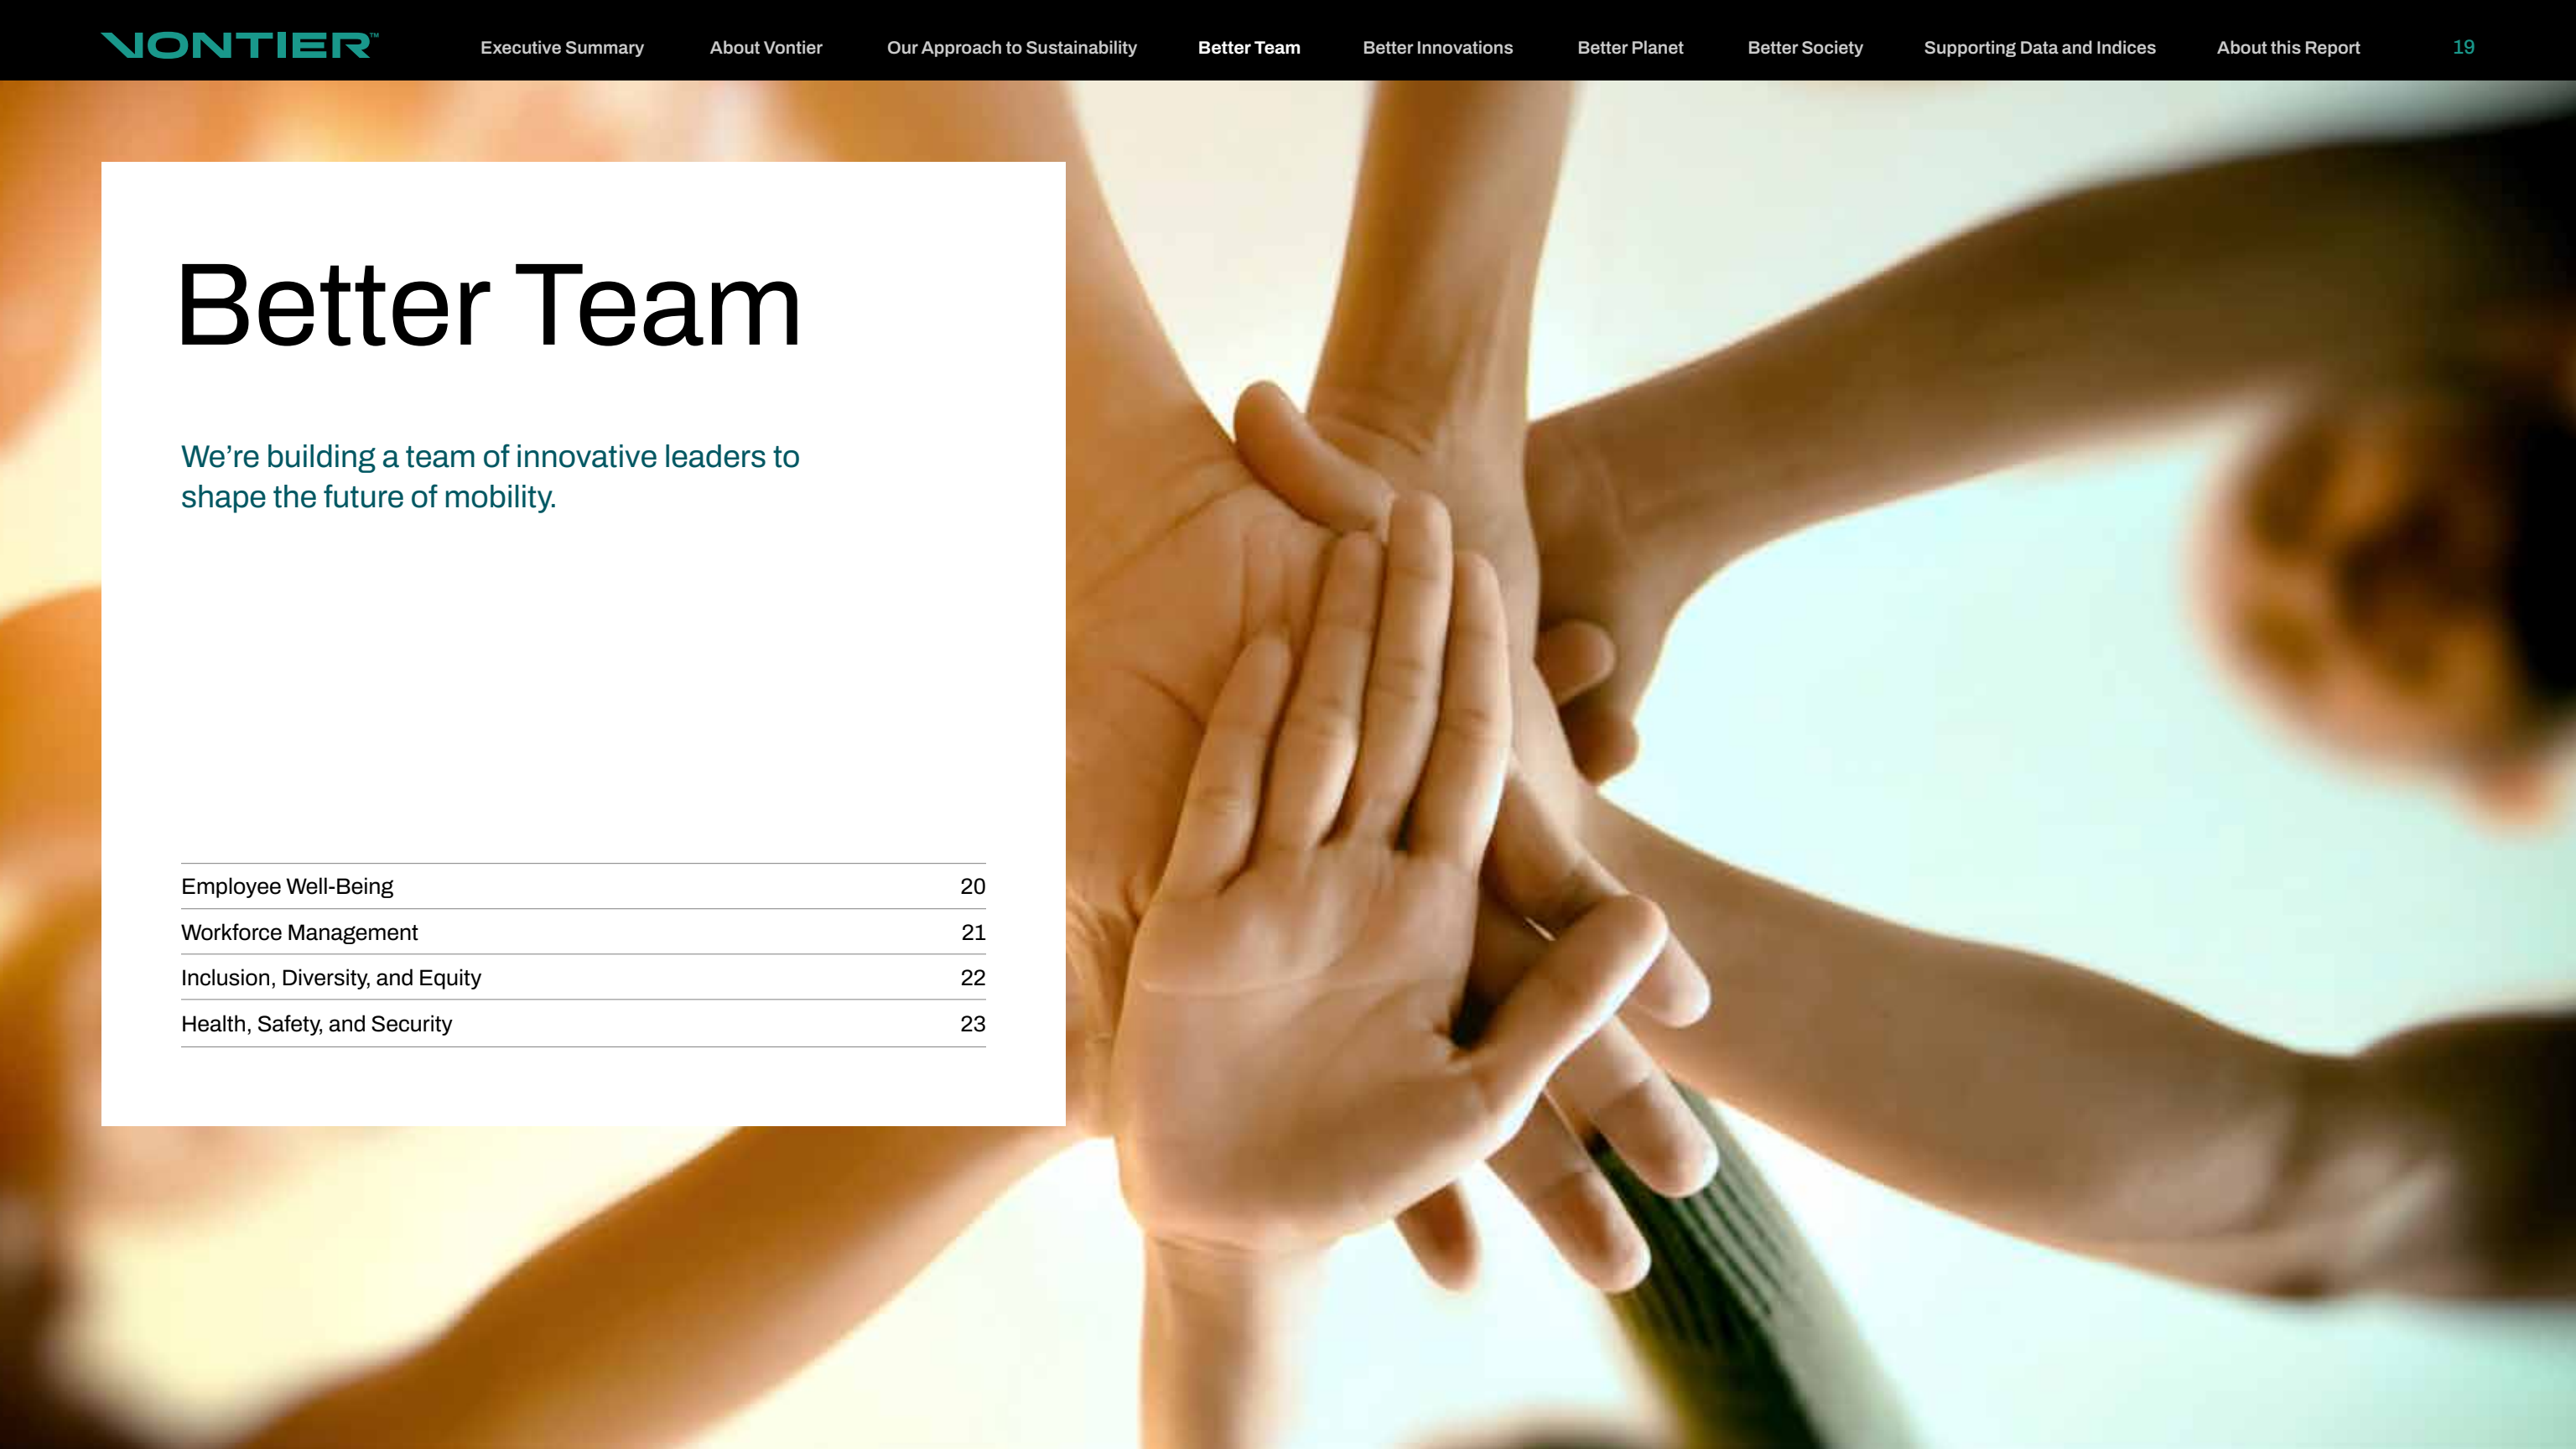 VONTIER™
Executive Summary
About Vontier
Our Approach to Sustainability
Better Team
Better Innovations
Better Planet
Better Society
Supporting Data and Indices
About this Report
19
Better Team
We’re building a team of innovative leaders to
shape the future of mobility.
Employee Well-Being 20
Workforce Management 21
Inclusion, Diversity, and Equity 22
Health, Safety, and Security 23